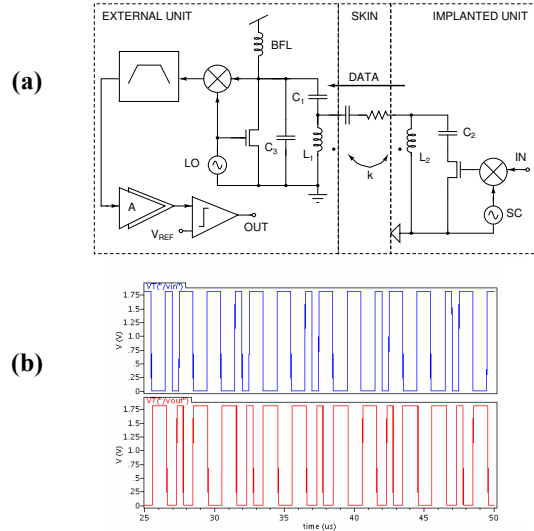 (a)
EXTERNAL UNIT
SKIN
IMPLANTED UNIT
BFL
DATA
C1
C2
C3
L1
L2
LO
k
IN
SC
A
VREF
OUT
(b)
VT("/vin")
V (V)
1.75
1.5
1.25
1.0
.75
.5
.25
0
VT("/vout")
V (V)
1.75
1.5
1.25
1.0
.75
.5
.25
0
25
30
35
40
45
50
time (us)